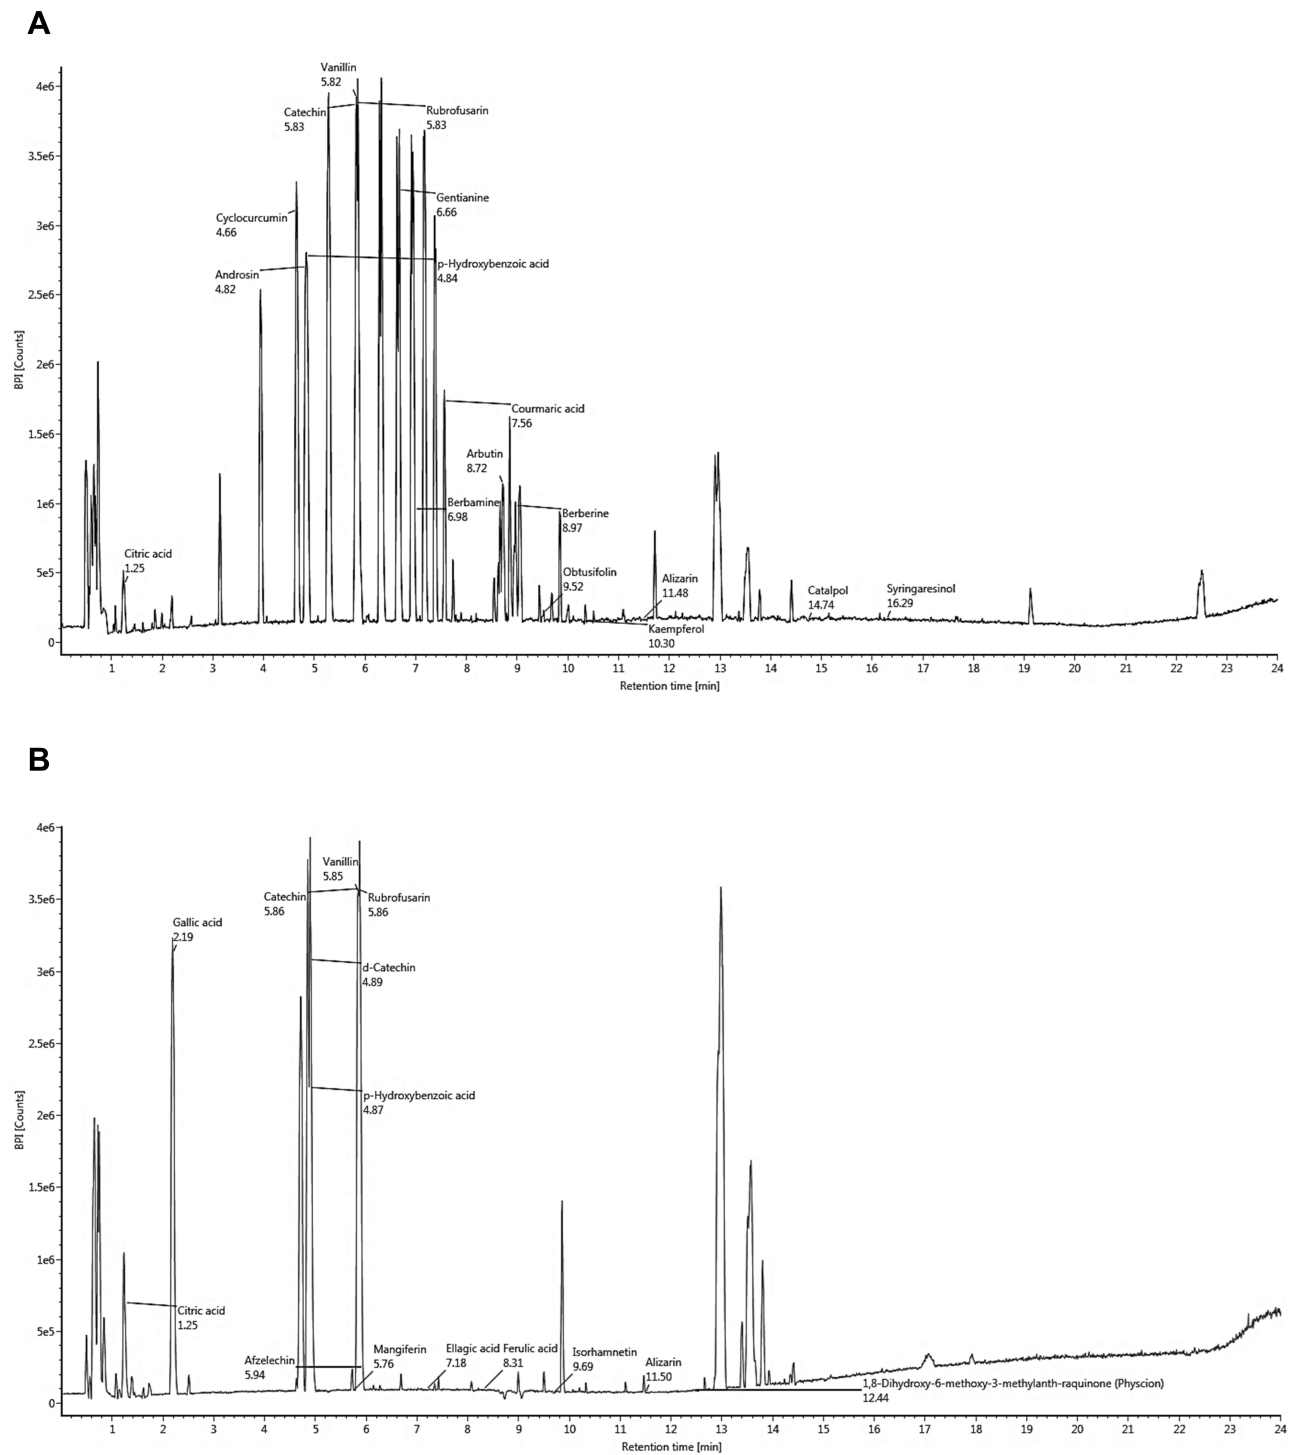 A
Vanillin
5.82
4e6
Catechin
5.83
Rubrofusarin
5.83
3.5e6
Gentianine
6.66
Cyclocurcumin
4.66
3e6
p-Hydroxybenzoic acid
4.84
Androsin
4.82
2.5e6
BPI [Counts]
2e6
Courmaric acid
7.56
1.5e6
Arbutin
8.72
1e6
Berbamine
6.98
Berberine
8.97
Citric acid
1.25
5e5
Obtusifolin
9.52
Alizarin
11.48
Catalpol
14.74
Syringaresinol
16.29
Kaempferol
10.30
0
1 2 3 4 5 6 7 8 9 10 11 12 13 14 15 16 17 18 19 20 21 22 23 24
Retention time [min]
B
4e6
Vanillin
5.85
3.5e6
Catechin
5.86
Rubrofusarin
5.86
Gallic acid
2.19
3e6
d-Catechin
4.89
2.5e6
p-Hydroxybenzoic acid
4.87
BPI [Counts]
2e6
1.5e6
1e6
Citric acid
1.25
5e5
Afzelechin
5.94
Mangiferin
5.76
Ellagic acid
7.18
Ferulic acid
8.31
Isorhamnetin
9.69
Alizarin
11.50
1,8-Dihydroxy-6-methoxy-3-methylanth-raquinone (Physcion)
12.44
0
1 2 3 4 5 6 7 8 9 10 11 12 13 14 15 16 17 18 19 20 21 22 23 24
Retention time [min]